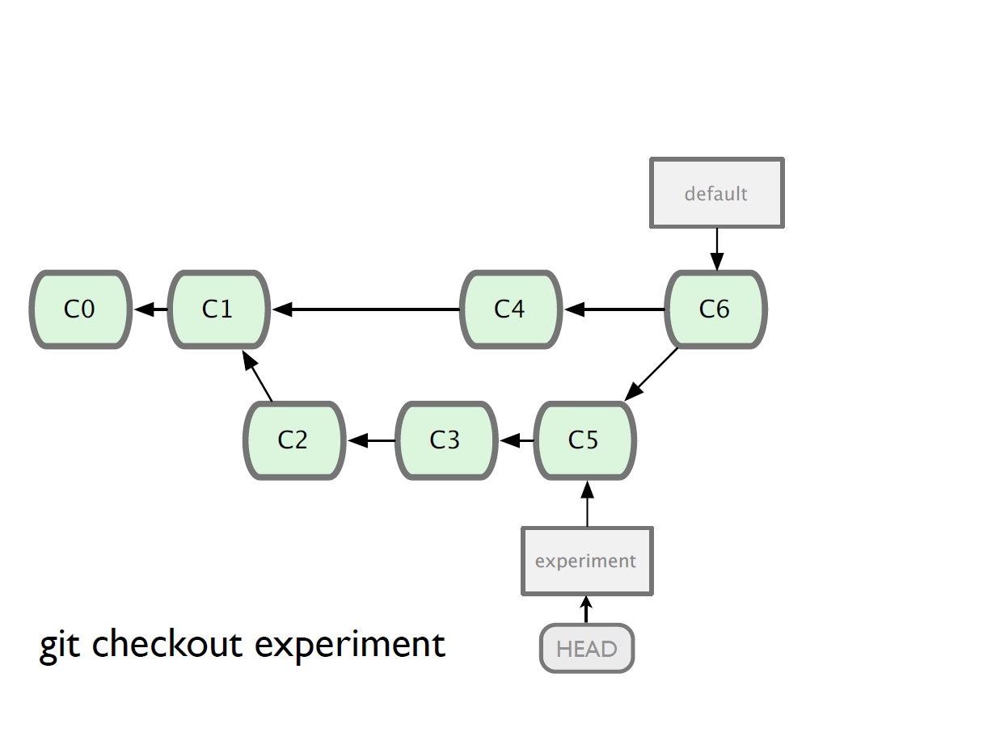 default
C0
C1
C4
C6
C2
C3
C5
experiment
git checkout experiment
HEAD